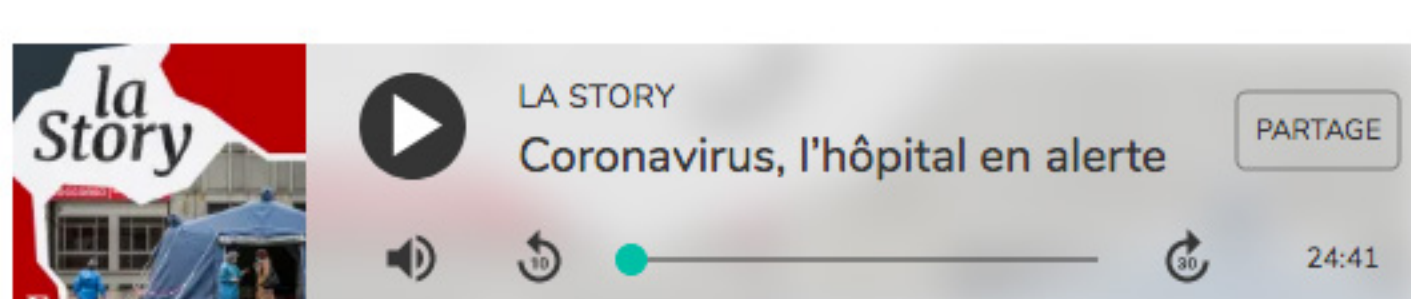 la
Story
LA STORY
Coronavirus, l'hôpital en alerte
PARTAGE
10
30
24:41